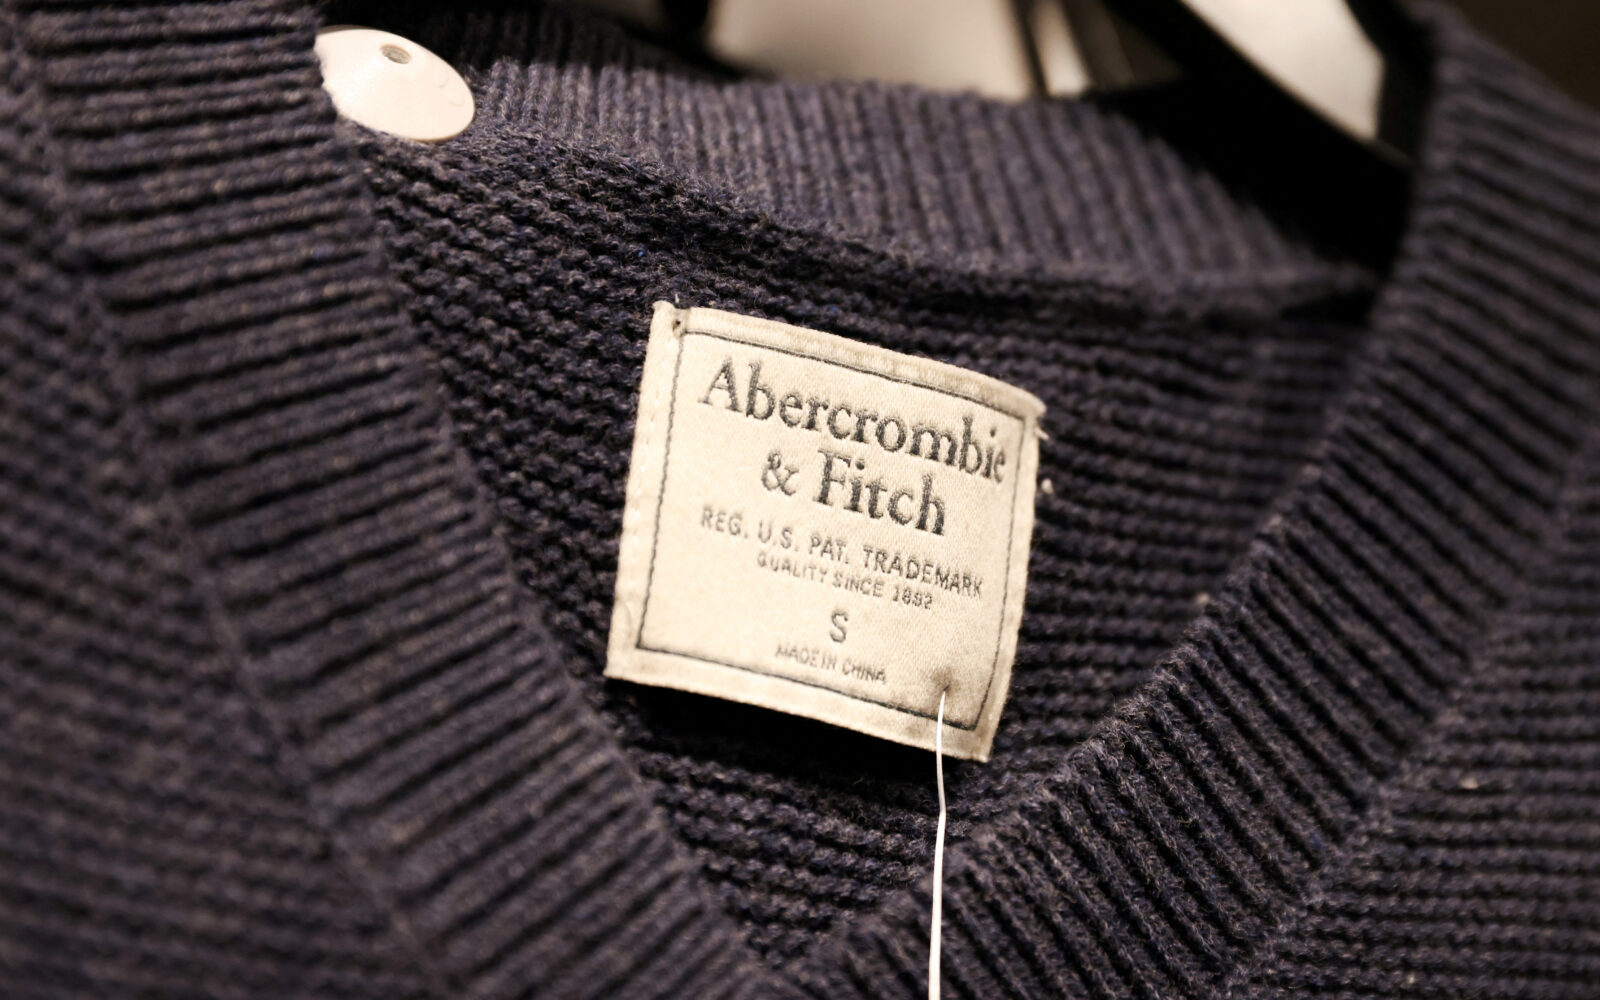 Abercrombie
& Fitch
REG. U.S. PAT. TRADEMARK
QUALITY SINCE 1892
S
MADE IN CHINA